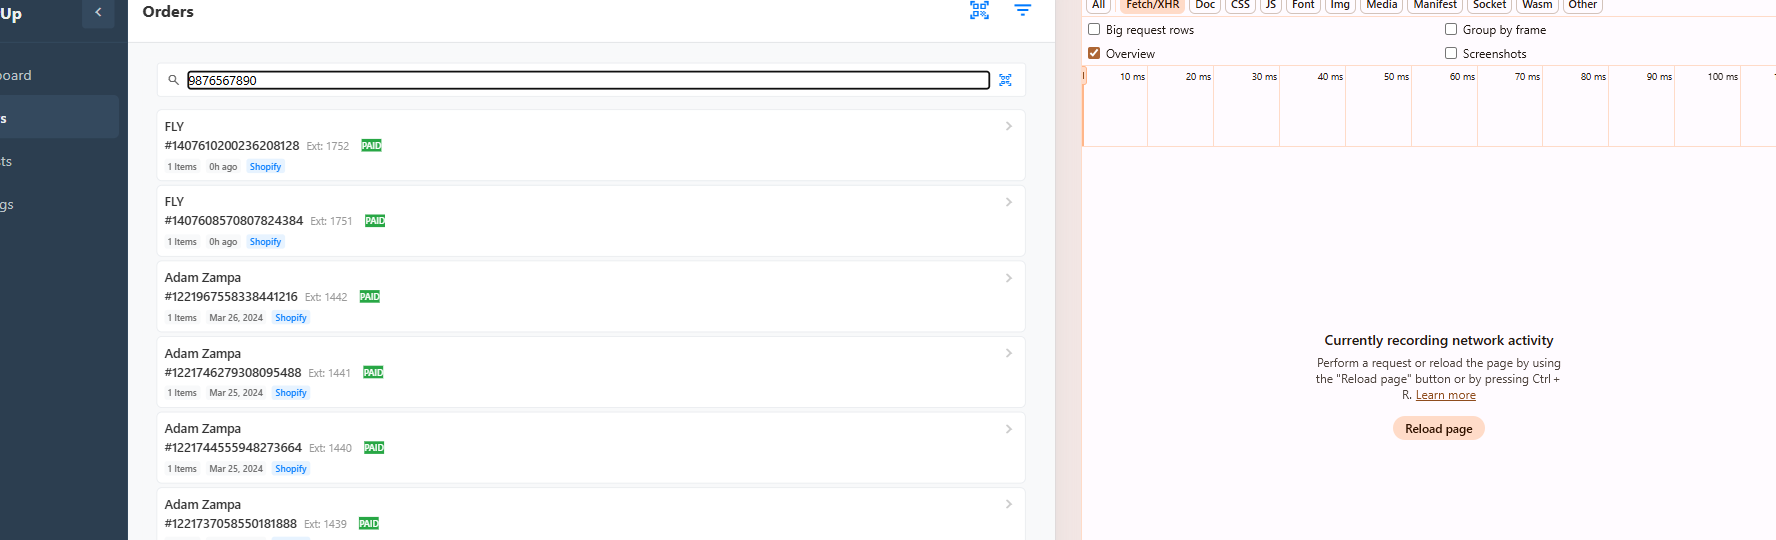 Up
Orders
board
s
ts
gs
9876567890
FLY
#1407610200236208128 Ext: 1752 PAID
1 Items 0h ago Shopify
FLY
#1407608570807824384 Ext: 1751 PAID
1 Items 0h ago Shopify
Adam Zampa
#1221967558338441216 Ext: 1442 PAID
1 Items Mar 26, 2024 Shopify
Adam Zampa
#1221746279308095488 Ext: 1441 PAID
1 Items Mar 25, 2024 Shopify
Adam Zampa
#1221744555948273664 Ext: 1440 PAID
1 Items Mar 25, 2024 Shopify
Adam Zampa
#1221737058550181888 Ext: 1439 PAID
All Fetch/XHR Doc CSS JS Font Img Media Manifest Socket Wasm Other
Big request rows Group by frame
Overview Screenshots
10 ms 20 ms 30 ms 40 ms 50 ms 60 ms 70 ms 80 ms 90 ms 100 ms
Currently recording network activity
Perform a request or reload the page by using
the "Reload page" button or by pressing Ctrl +
R. Learn more
Reload page